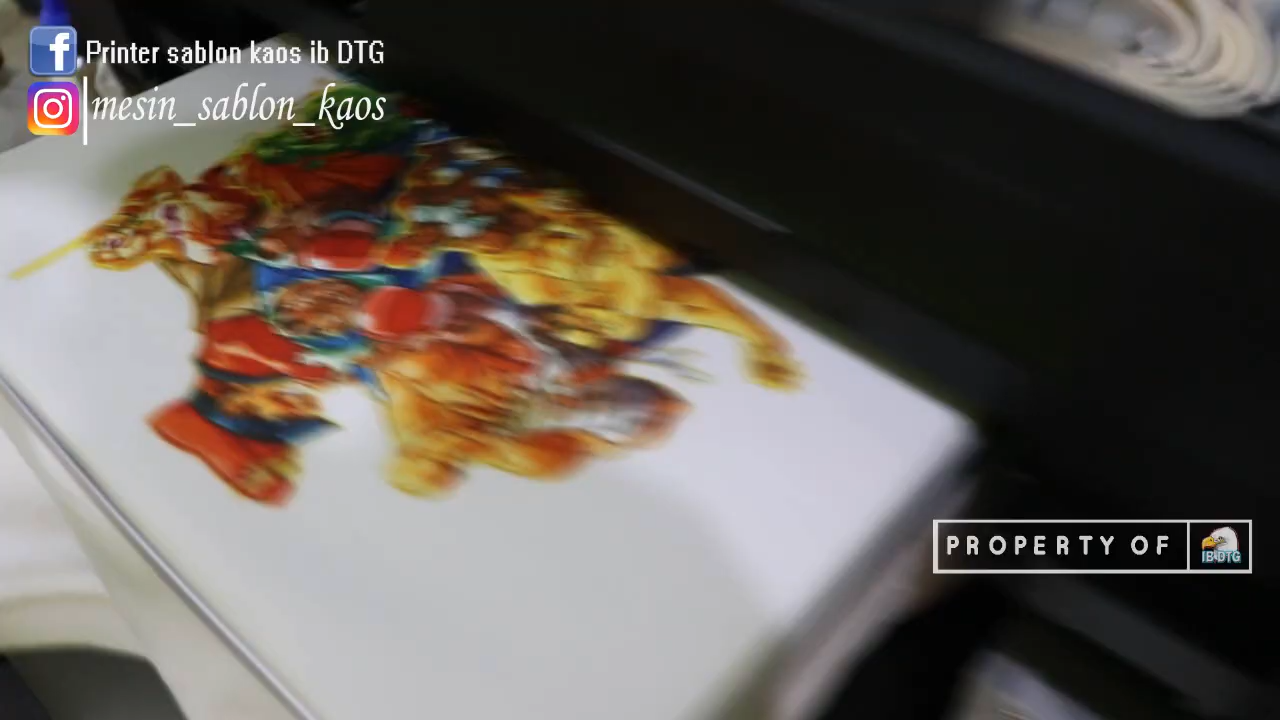 Printer sablon kaos ib DTG
mesin_sablon_kaos
PROPERTY OF
IB DTG